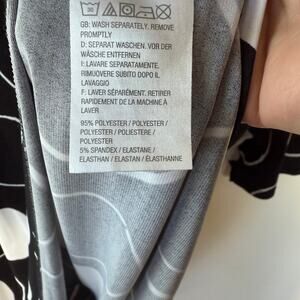 GB: WASH SEPARATELY. REMOVE
PROMPTLY
D: SEPARAT WASCHEN. VOR DER
WÄSCHE ENTFERNEN
I: LAVARE SEPARATAMENTE.
RIMUOVERE SUBITO DOPO IL
LAVAGGIO
F: LAVER SÉPARÉMENT. RETIRER
RAPIDEMENT DE LA MACHINE À
LAVER
95% POLYESTER / POLYESTER /
POLYESTER / POLIESTERE /
POLYESTER
5% SPANDEX / ELASTANE /
ELASTHAN / ELASTAN / ÉLASTHANNE